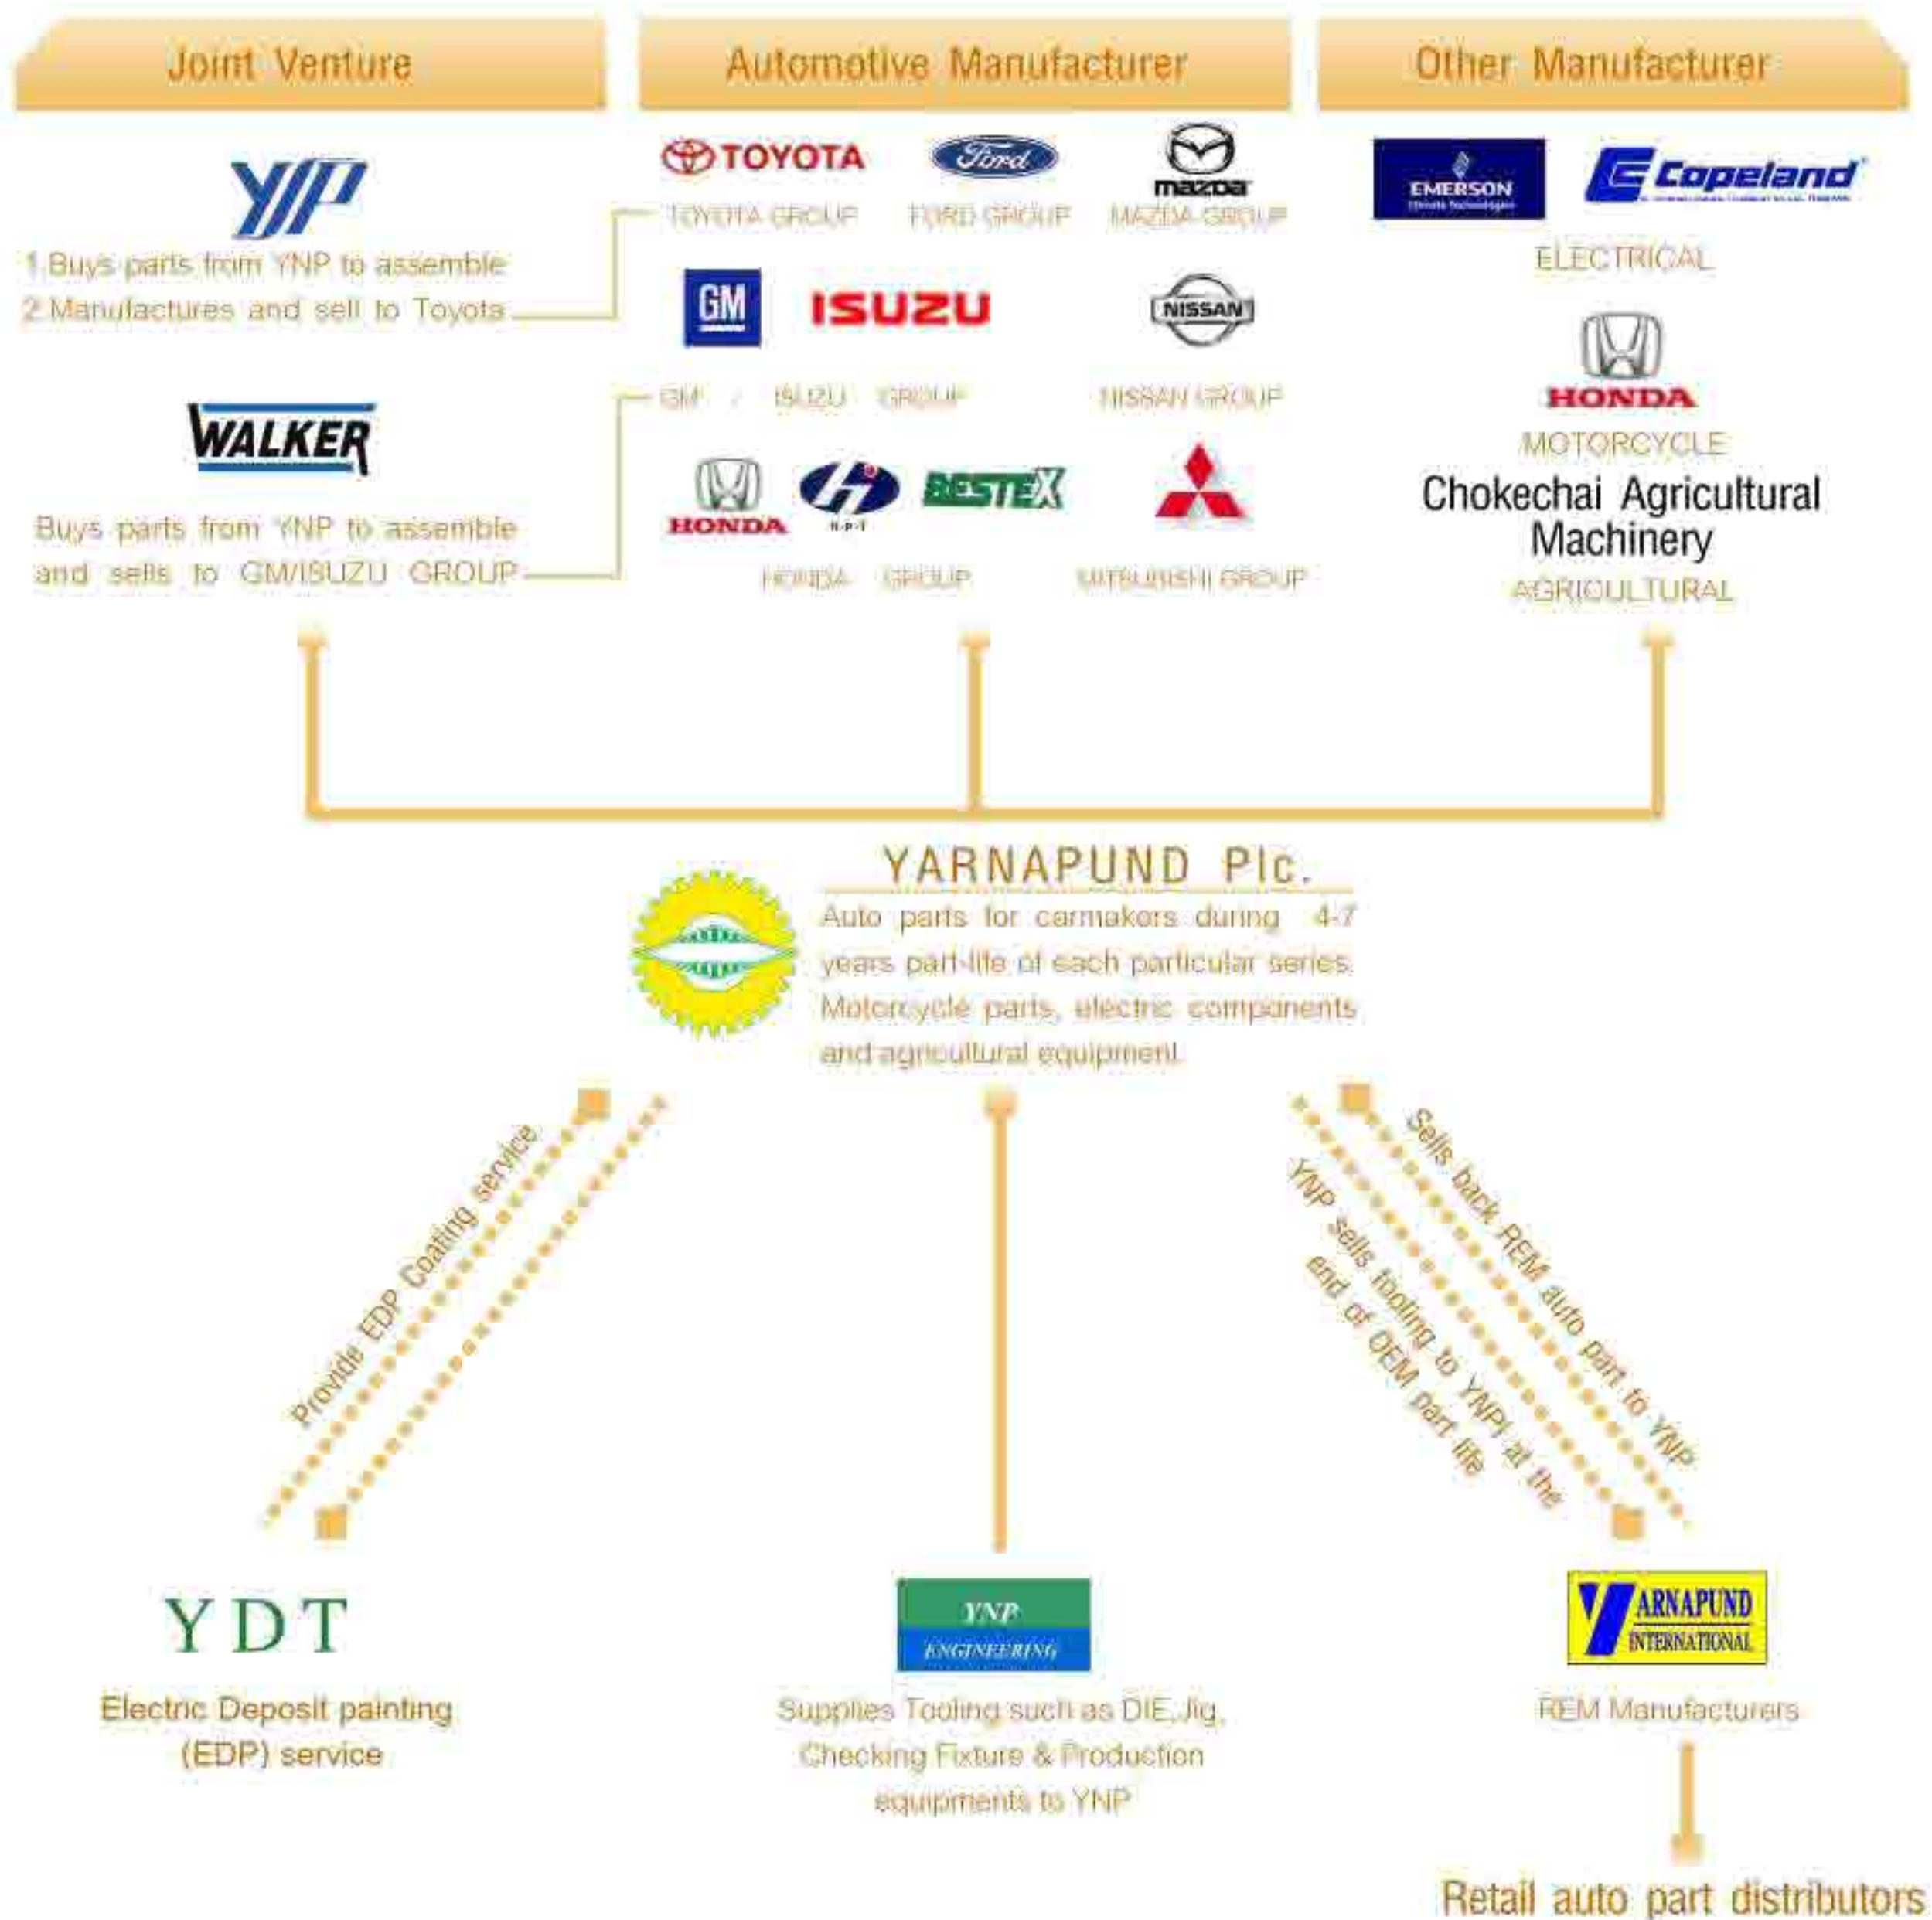 Joint Venture
Automotive Manufacturer
Other Manufacturer
YIP
1.Buys parts from YNP to assemble
2.Manufactures and sell to Toyota
WALKER
Buys parts from YNP to assemble
and sells to GM/ISUZU GROUP
TOYOTA
Ford
mazda
TOYOTA GROUP
FORD GROUP
MAZDA GROUP
GM
ISUZU
NISSAN
GM / ISUZU GROUP
NISSAN GROUP
HONDA
H-P-T
BESTEX
HONDA GROUP
MITSUBISHI GROUP
EMERSON
Climate Technologies
Copeland
ELECTRICAL
HONDA
MOTORCYCLE
Chokechai Agricultural
Machinery
AGRICULTURAL
YARNAPUND Plc.
Auto parts for carmakers during 4-7
years part-life of each particular series.
Motorcycle parts, electric components
and agricultural equipment
Provide EDP Coating service
YNP sells tooling to YNPI at the
end of OEM part life
Sells back REM auto part to YNP
YDT
Electric Deposit painting
(EDP) service
YNP
ENGINEERING
Supplies Tooling such as DIE,Jig,
Checking Fixture & Production
equipments to YNP
YARNAPUND
INTERNATIONAL
REM Manufacturers
Retail auto part distributors